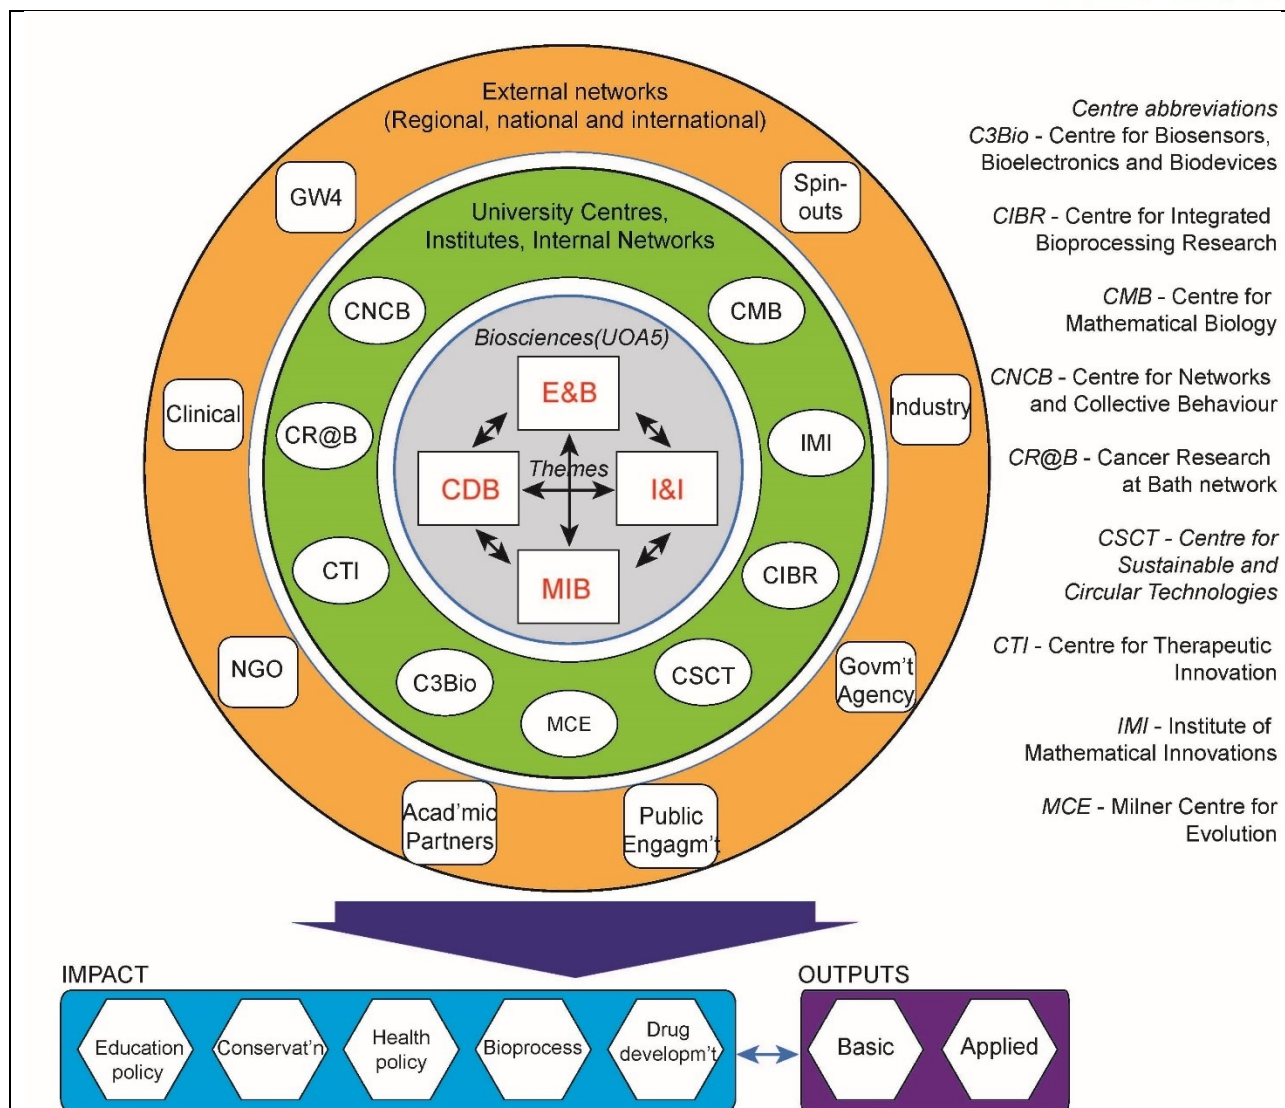 External networks
(Regional, national and international)
GW4
Spin-
outs
Clinical
Industry
NGO
Govm't
Agency
Acad'mic
Partners
Public
Engagm't
University Centres,
Institutes, Internal Networks
CNCB
CMB
CR@B
IMI
CTI
CIBR
C3Bio
CSCT
MCE
Biosciences(UOA5)
E&B
Themes
CDB
I&I
MIB
Centre abbreviations
C3Bio - Centre for Biosensors,
Bioelectronics and Biodevices
CIBR - Centre for Integrated
Bioprocessing Research
CMB - Centre for
Mathematical Biology
CNCB - Centre for Networks
and Collective Behaviour
CR@B - Cancer Research
at Bath network
CSCT - Centre for
Sustainable and
Circular Technologies
CTI - Centre for Therapeutic
Innovation
IMI - Institute of
Mathematical Innovations
MCE - Milner Centre for
Evolution
IMPACT
Education
policy
Conservat'n
Health
policy
Bioprocess
Drug
developm't
OUTPUTS
Basic
Applied